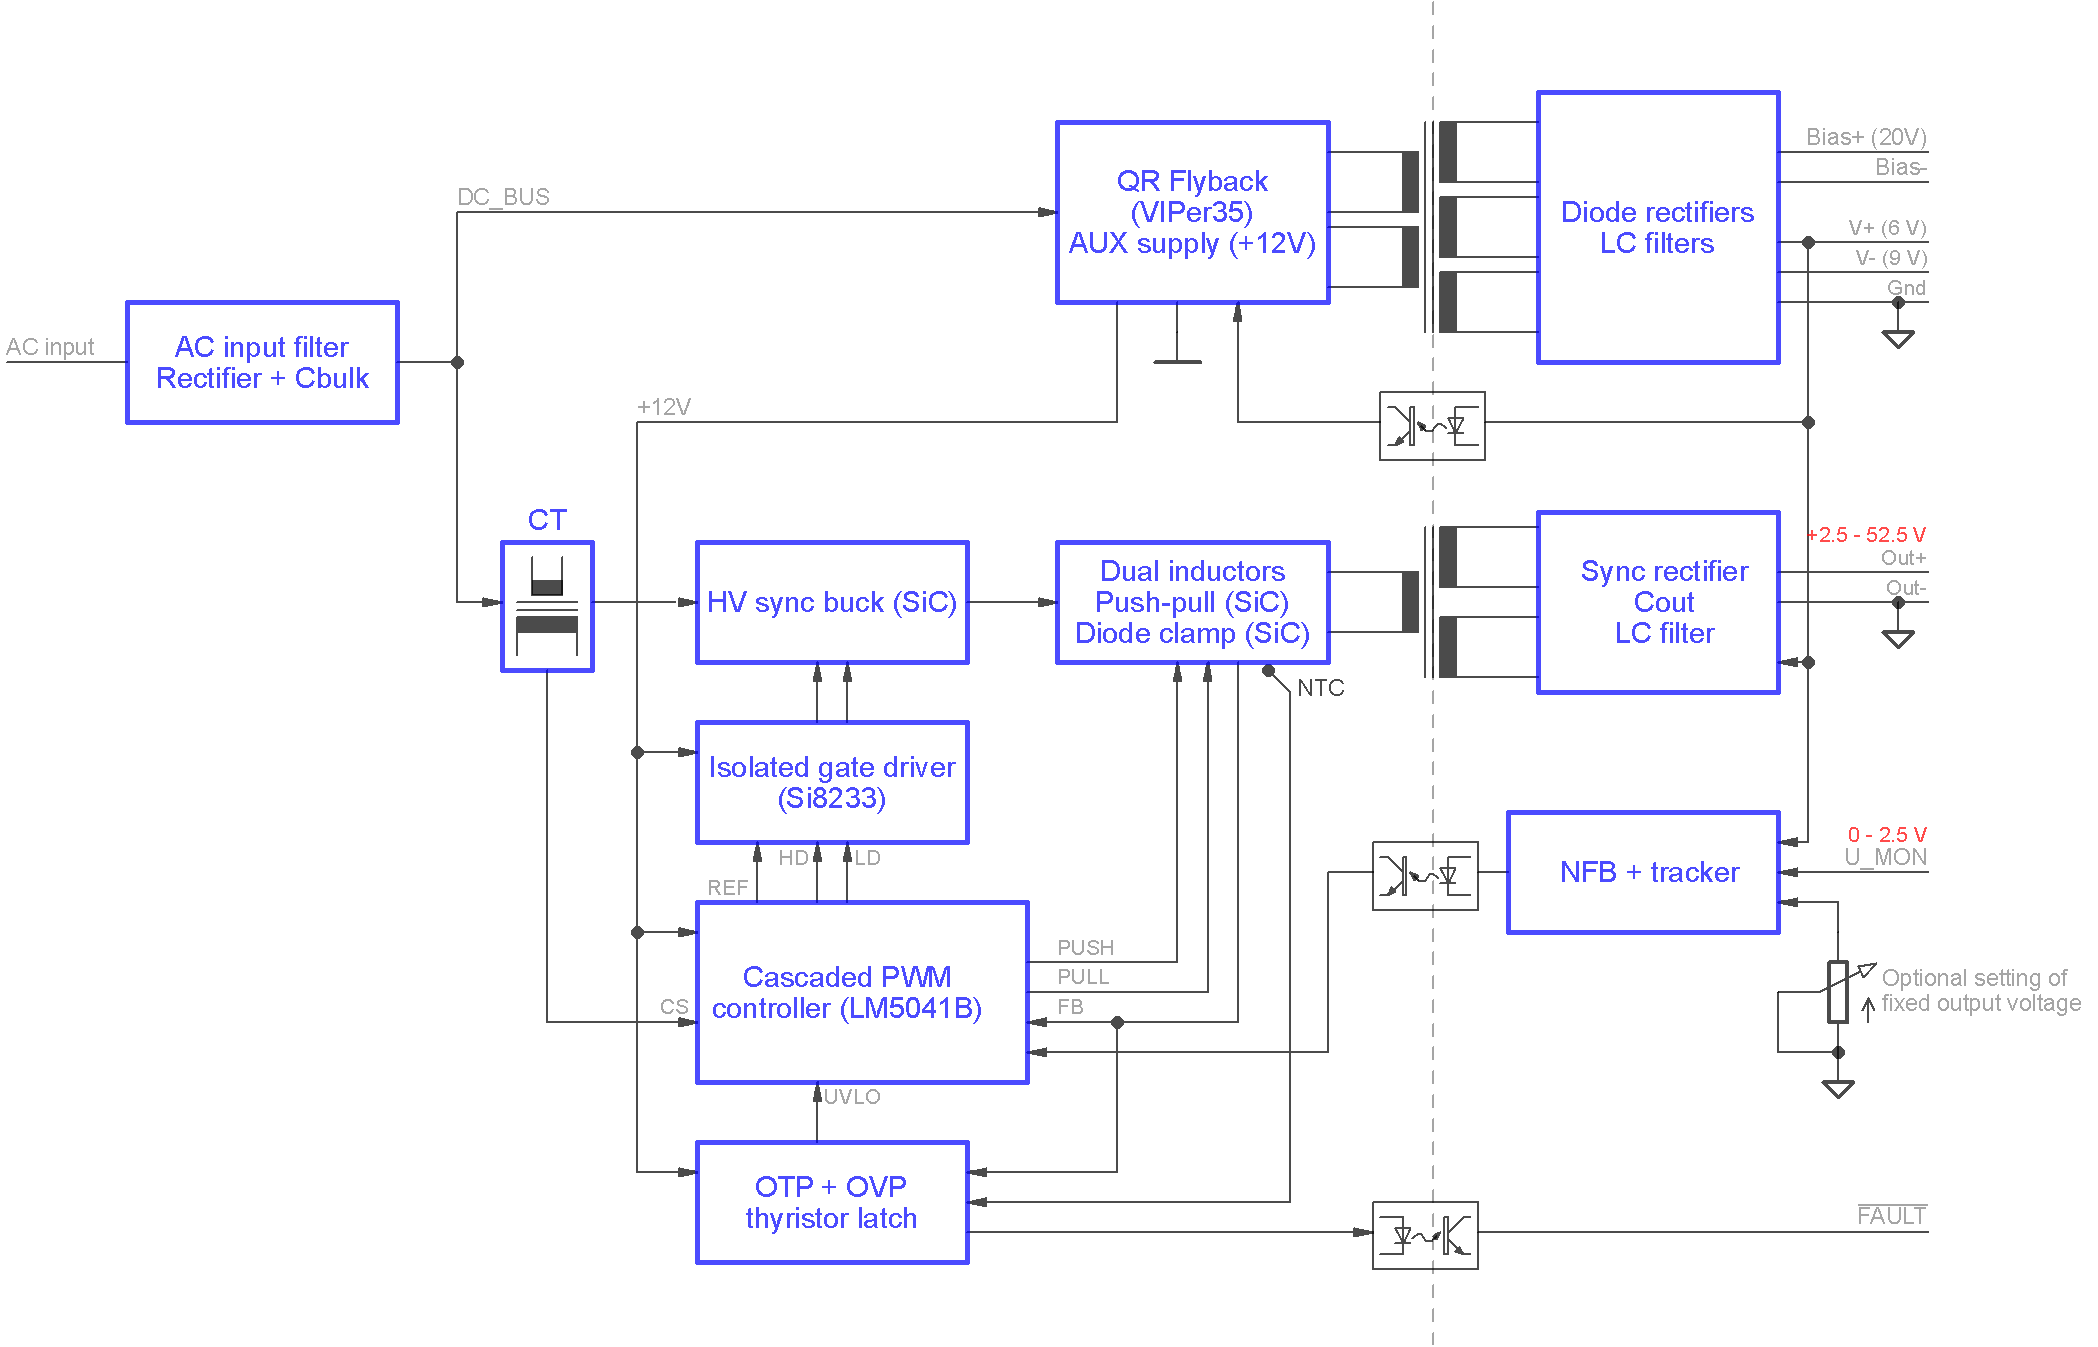 Bias+ (20V)
Bias-
QR Flyback
(VIPer35)
AUX supply (+12V)
Diode rectifiers
LC filters
DC_BUS
V+ (6 V)
V- (9 V)
Gnd
AC input
AC input filter
Rectifier + Cbulk
+12V
CT
+2.5 - 52.5 V
Out+
Out-
HV sync buck (SiC)
Dual inductors
Push-pull (SiC)
Diode clamp (SiC)
Sync rectifier
Cout
LC filter
NTC
Isolated gate driver
(Si8233)
HD
LD
REF
0 - 2.5 V
U_MON
NFB + tracker
PUSH
PULL
FB
CS
Cascaded PWM
controller (LM5041B)
Optional setting of
fixed output voltage
UVLO
OTP + OVP
thyristor latch
FAULT